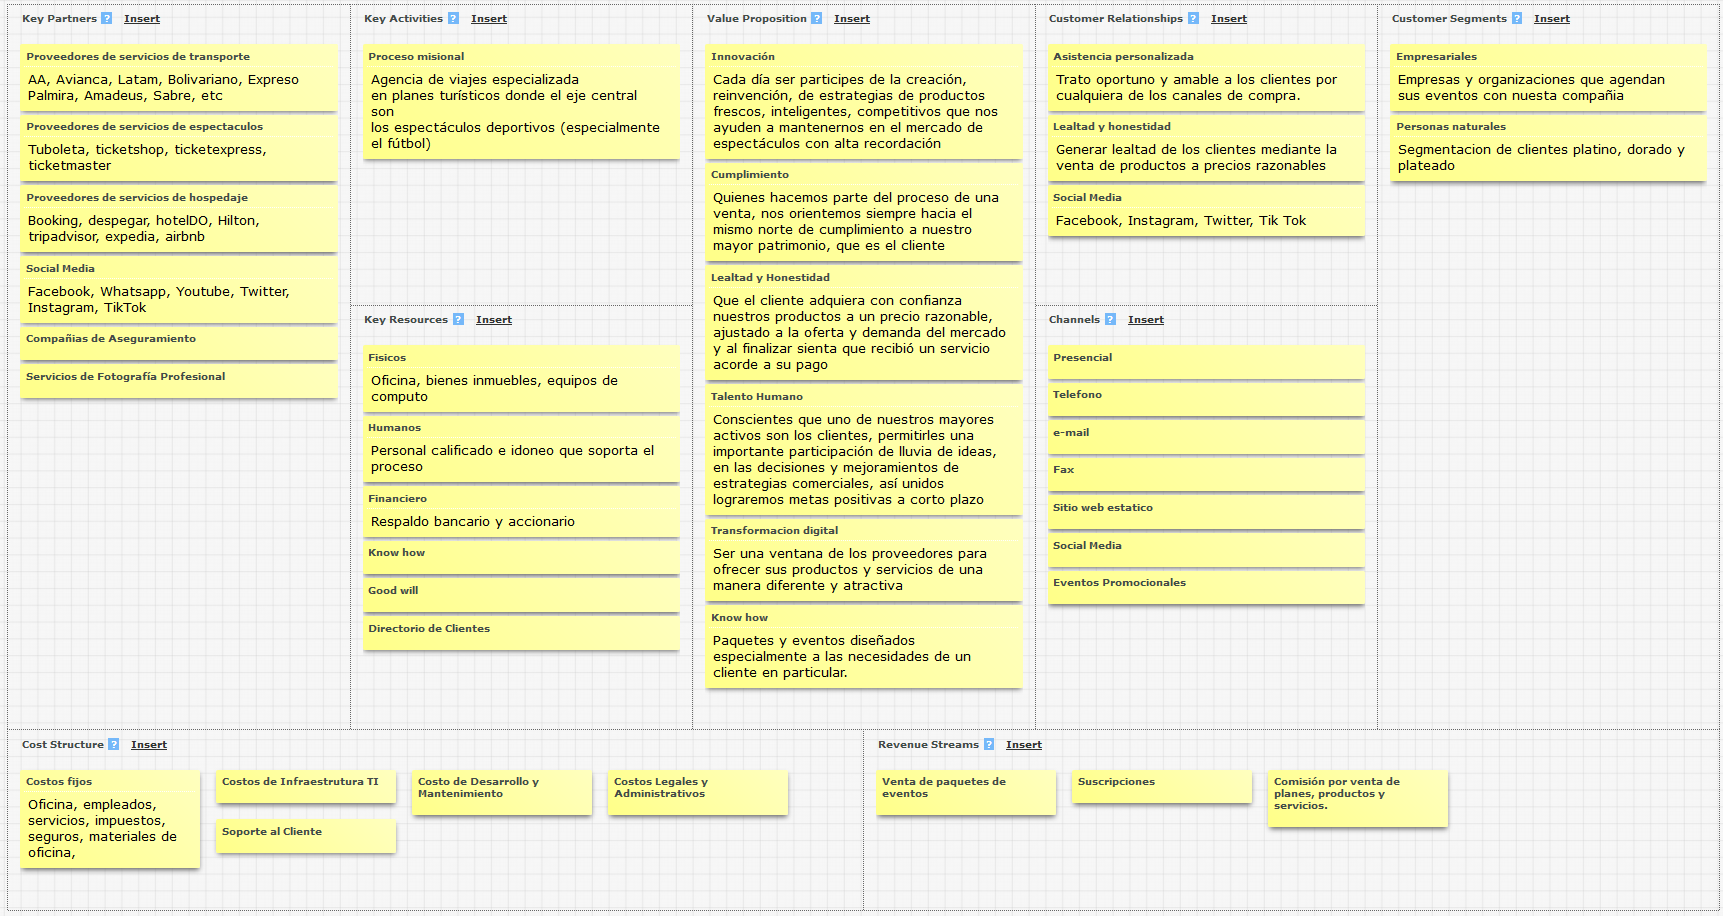 Key Partners ? Insert
Proveedores de servicios de transporte
AA, Avianca, Latam, Bolivariano, Expreso
Palmira, Amadeus, Sabre, etc
Proveedores de servicios de espectaculos
Tuboleta, ticketshop, ticketexpress,
ticketmaster
Proveedores de servicios de hospedaje
Booking, despegar, hotelDO, Hilton,
tripadvisor, expedia, airbnb
Social Media
Facebook, Whatsapp, Youtube, Twitter,
Instagram, TikTok
Compañias de Aseguramiento
Servicios de Fotografía Profesional
Key Activities ? Insert
Proceso misional
Agencia de viajes especializada
en planes turísticos donde el eje central
son
los espectáculos deportivos (especialmente
el fútbol)
Key Resources ? Insert
Fisicos
Oficina, bienes inmuebles, equipos de
computo
Humanos
Personal calificado e idoneo que soporta el
proceso
Financiero
Respaldo bancario y accionario
Know how
Good will
Directorio de Clientes
Value Proposition ? Insert
Innovación
Cada día ser participes de la creación,
reinvención, de estrategias de productos
frescos, inteligentes, competitivos que nos
ayuden a mantenernos en el mercado de
espectáculos con alta recordación
Cumplimiento
Quienes hacemos parte del proceso de una
venta, nos orientemos siempre hacia el
mismo norte de cumplimiento a nuestro
mayor patrimonio, que es el cliente
Lealtad y Honestidad
Que el cliente adquiera con confianza
nuestros productos a un precio razonable,
ajustado a la oferta y demanda del mercado
y al finalizar sienta que recibió un servicio
acorde a su pago
Talento Humano
Conscientes que uno de nuestros mayores
activos son los clientes, permitirles una
importante participación de lluvia de ideas,
en las decisiones y mejoramientos de
estrategias comerciales, así unidos
lograremos metas positivas a corto plazo
Transformacion digital
Ser una ventana de los proveedores para
ofrecer sus productos y servicios de una
manera diferente y atractiva
Know how
Paquetes y eventos diseñados
especialmente a las necesidades de un
cliente en particular.
Customer Relationships ? Insert
Asistencia personalizada
Trato oportuno y amable a los clientes por
cualquiera de los canales de compra.
Lealtad y honestidad
Generar lealtad de los clientes mediante la
venta de productos a precios razonables
Social Media
Facebook, Instagram, Twitter, Tik Tok
Channels ? Insert
Presencial
Telefono
e-mail
Fax
Sitio web estatico
Social Media
Eventos Promocionales
Customer Segments ? Insert
Empresariales
Empresas y organizaciones que agendan
sus eventos con nuesta compañia
Personas naturales
Segmentacion de clientes platino, dorado y
plateado
Cost Structure ? Insert
Costos fijos
Oficina, empleados,
servicios, impuestos,
seguros, materiales de
oficina,
Costos de Infraestrutura TI
Soporte al Cliente
Costo de Desarrollo y
Mantenimiento
Costos Legales y
Administrativos
Revenue Streams ? Insert
Venta de paquetes de
eventos
Suscripciones
Comisión por venta de
planes, productos y
servicios.